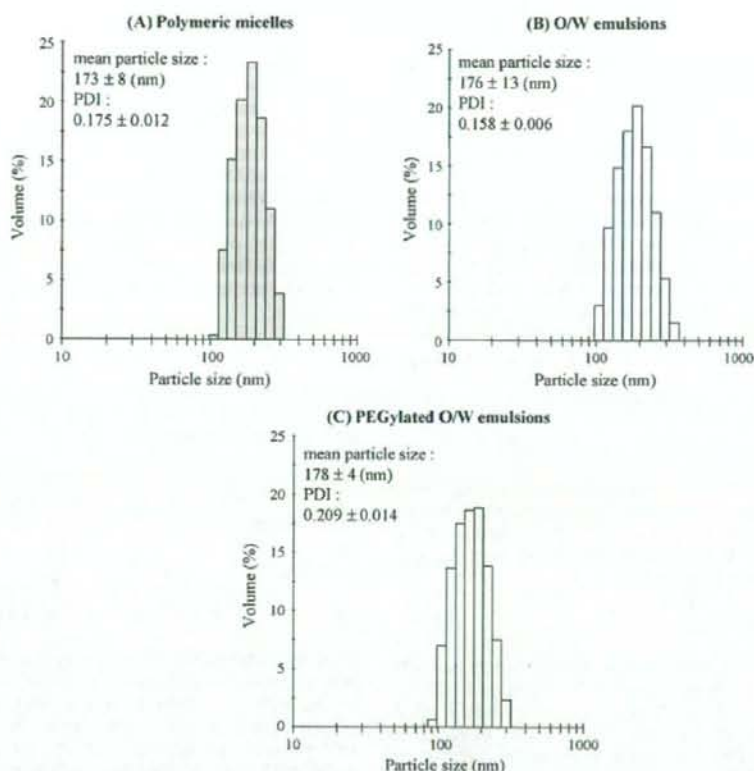 (A) Polymeric micelles
25
20
15
10
5
0
Volume (%)
mean particle size :
173 ± 8 (nm)
PDI :
0.175 ± 0.012
10
100
1000
Particle size (nm)
(B) O/W emulsions
25
20
15
10
5
0
Volume (%)
mean particle size :
176 ± 13 (nm)
PDI :
0.158 ± 0.006
10
100
1000
Particle size (nm)
(C) PEGylated O/W emulsions
25
20
15
10
5
0
Volume (%)
mean particle size :
178 ± 4 (nm)
PDI :
0.209 ± 0.014
10
100
1000
Particle size (nm)